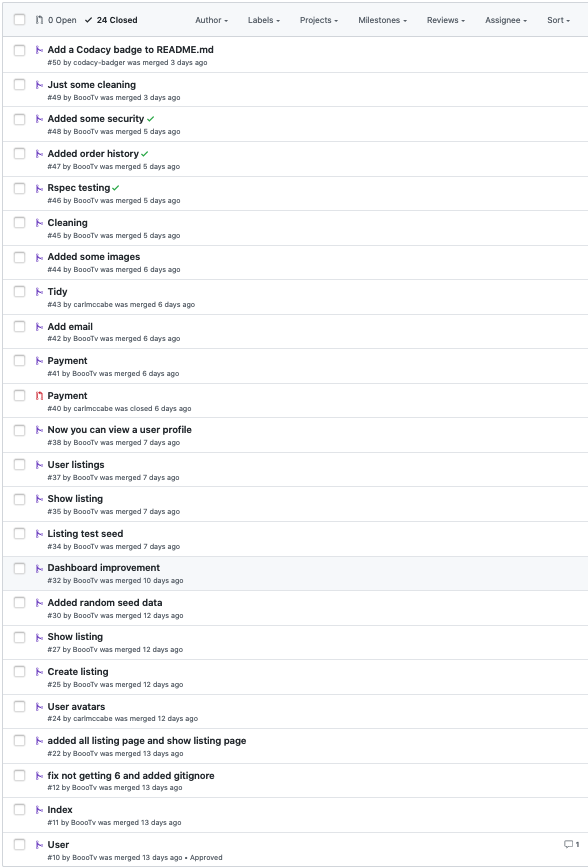 0 Open 24 Closed Author Labels Projects Milestones Reviews Assignee Sort
Add a Codacy badge to README.md
#50 by codacy-badger was merged 3 days ago
Just some cleaning
#49 by BoooTv was merged 3 days ago
Added some security
#48 by BoooTv was merged 5 days ago
Added order history
#47 by BoooTv was merged 5 days ago
Rspec testing
#46 by BoooTv was merged 5 days ago
Cleaning
#45 by BoooTv was merged 5 days ago
Added some images
#44 by BoooTv was merged 6 days ago
Tidy
#43 by carlmccabe was merged 6 days ago
Add email
#42 by BoooTv was merged 6 days ago
Payment
#41 by BoooTv was merged 6 days ago
Payment
#40 by carlmccabe was closed 6 days ago
Now you can view a user profile
#38 by BoooTv was merged 7 days ago
User listings
#37 by BoooTv was merged 7 days ago
Show listing
#35 by BoooTv was merged 7 days ago
Listing test seed
#34 by BoooTv was merged 7 days ago
Dashboard improvement
#32 by BoooTv was merged 10 days ago
Added random seed data
#30 by BoooTv was merged 12 days ago
Show listing
#27 by BoooTv was merged 12 days ago
Create listing
#25 by BoooTv was merged 12 days ago
User avatars
#24 by carlmccabe was merged 12 days ago
added all listing page and show listing page
#22 by BoooTv was merged 13 days ago
fix not getting 6 and added gitignore
#12 by BoooTv was merged 13 days ago
Index
#11 by BoooTv was merged 13 days ago
User 1
#10 by BoooTv was merged 13 days ago • Approved